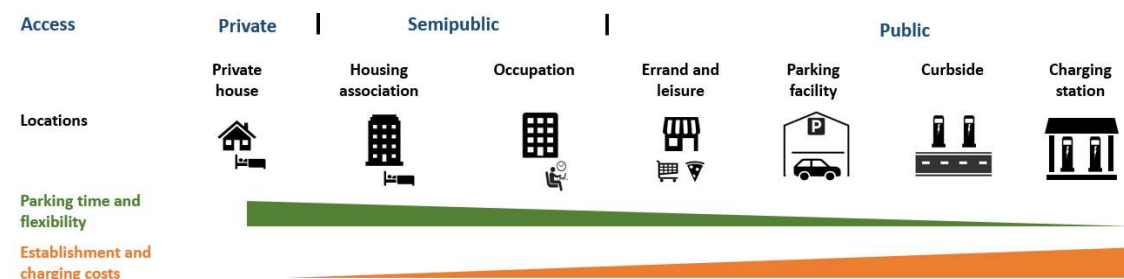 Access
Private
Semipublic
Public
Private
house
Housing
association
Occupation
Errand and
leisure
Parking
facility
Curbside
Charging
station
Locations
P
Parking time and
flexibility
Establishment and
charging costs